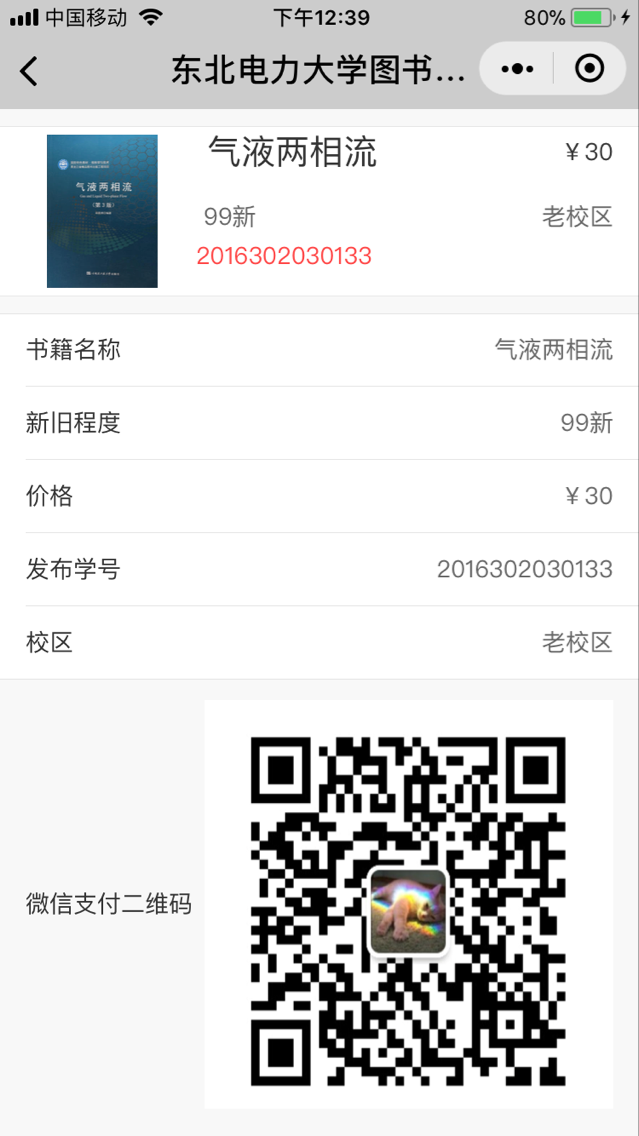 中国移动
下午12:39
80%
东北电力大学图书...
气液两相流
（第3版）
气液两相流
¥30
99新
老校区
2016302030133
书籍名称
气液两相流
新旧程度
99新
价格
¥30
发布学号
2016302030133
校区
老校区
微信支付二维码